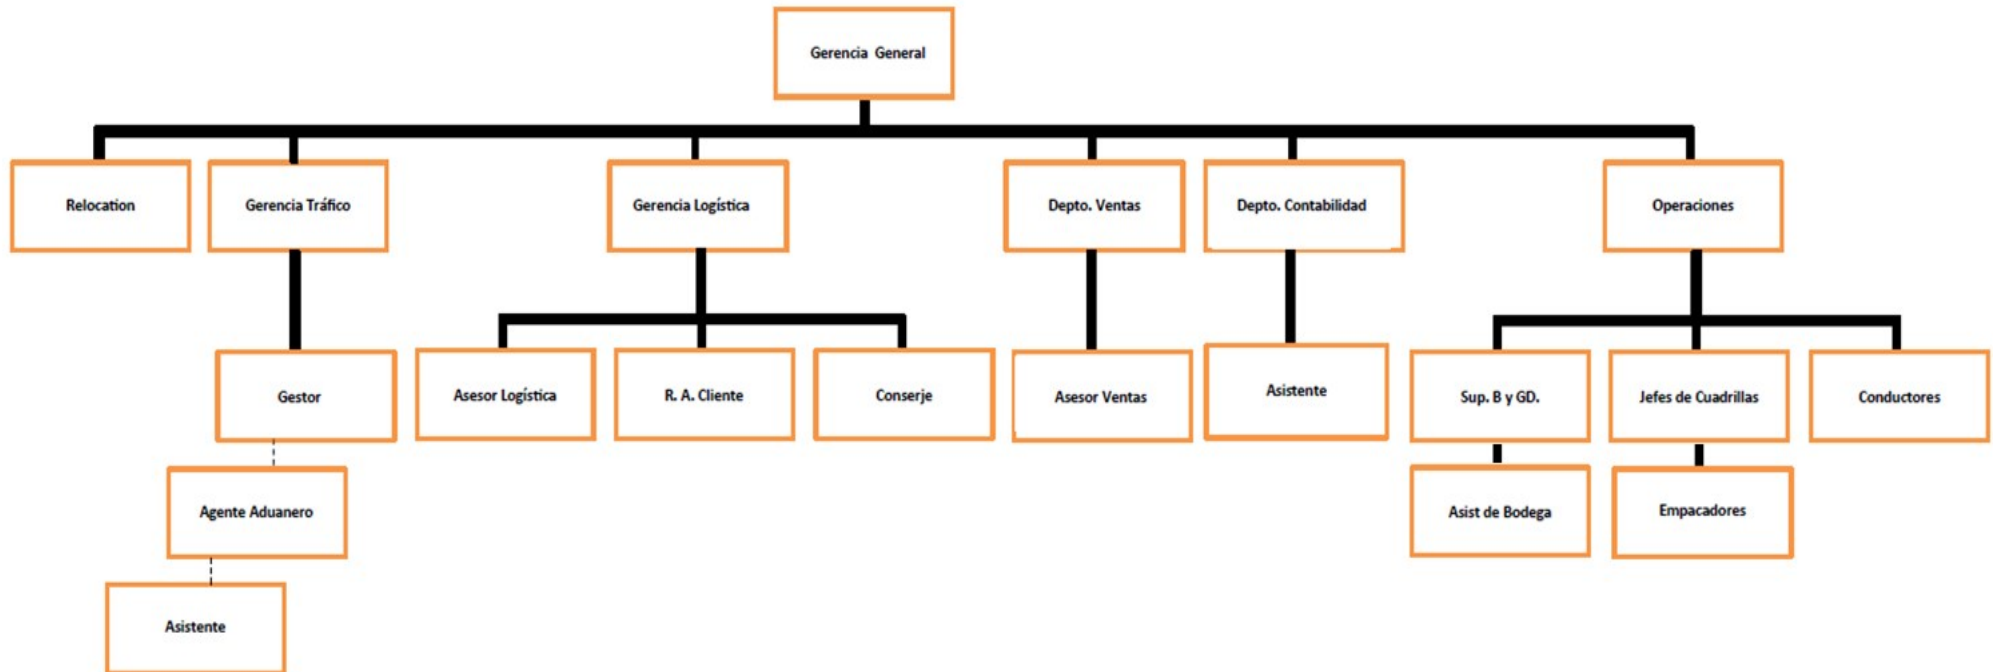 Gerencia General
Relocation
Gerencia Tráfico
Gerencia Logística
Depto. Ventas
Depto. Contabilidad
Operaciones
Gestor
Asesor Logística
R. A. Cliente
Conserje
Asesor Ventas
Asistente
Sup. B y GD.
Jefes de Cuadrillas
Conductores
Agente Aduanero
Asist de Bodega
Empacadores
Asistente